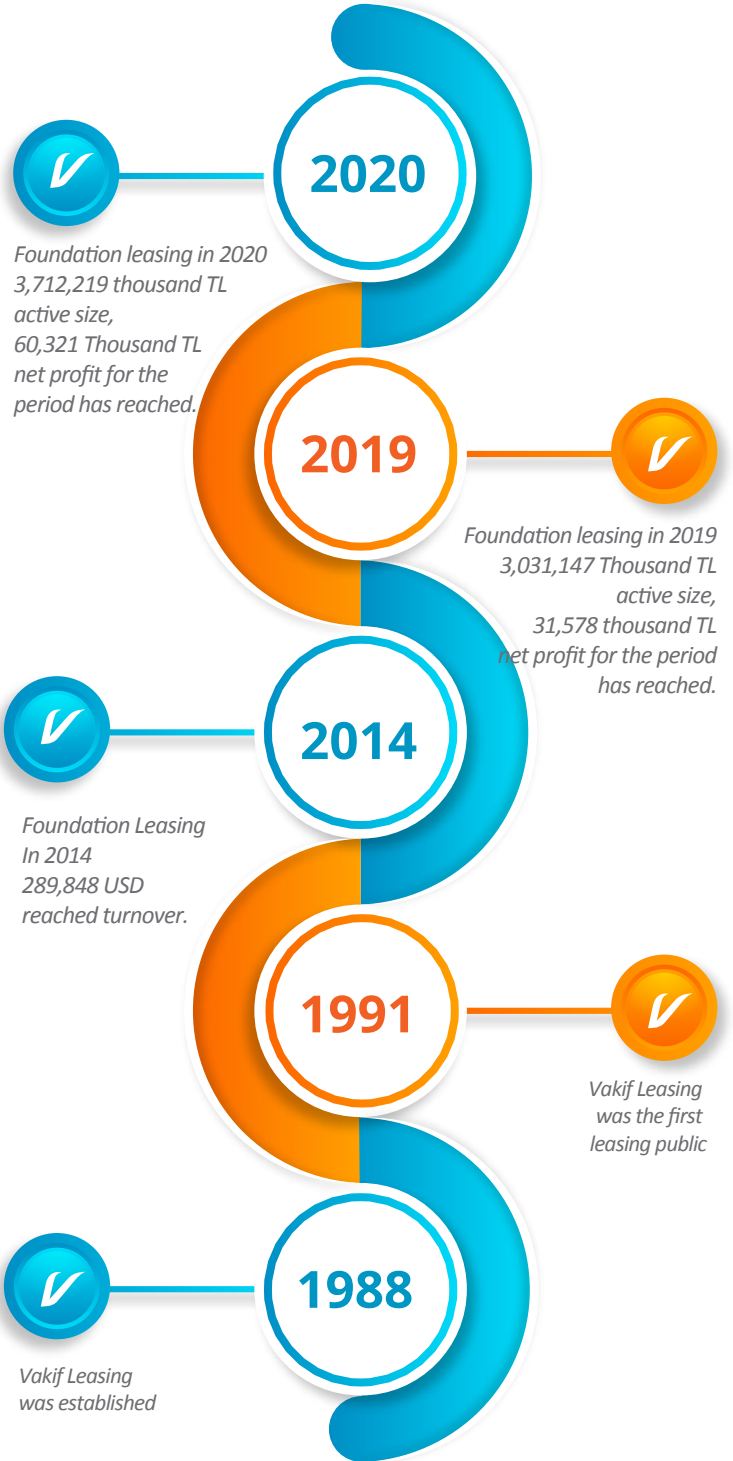 2020
Foundation leasing in 2020
3,712,219 thousand TL
active size,
60,321 Thousand TL
net profit for the
period has reached.
2019
Foundation leasing in 2019
3,031,147 Thousand TL
active size,
31,578 thousand TL
net profit for the period
has reached.
2014
Foundation Leasing
In 2014
289,848 USD
reached turnover.
1991
Vakif Leasing
was the first
leasing public
1988
Vakif Leasing
was established